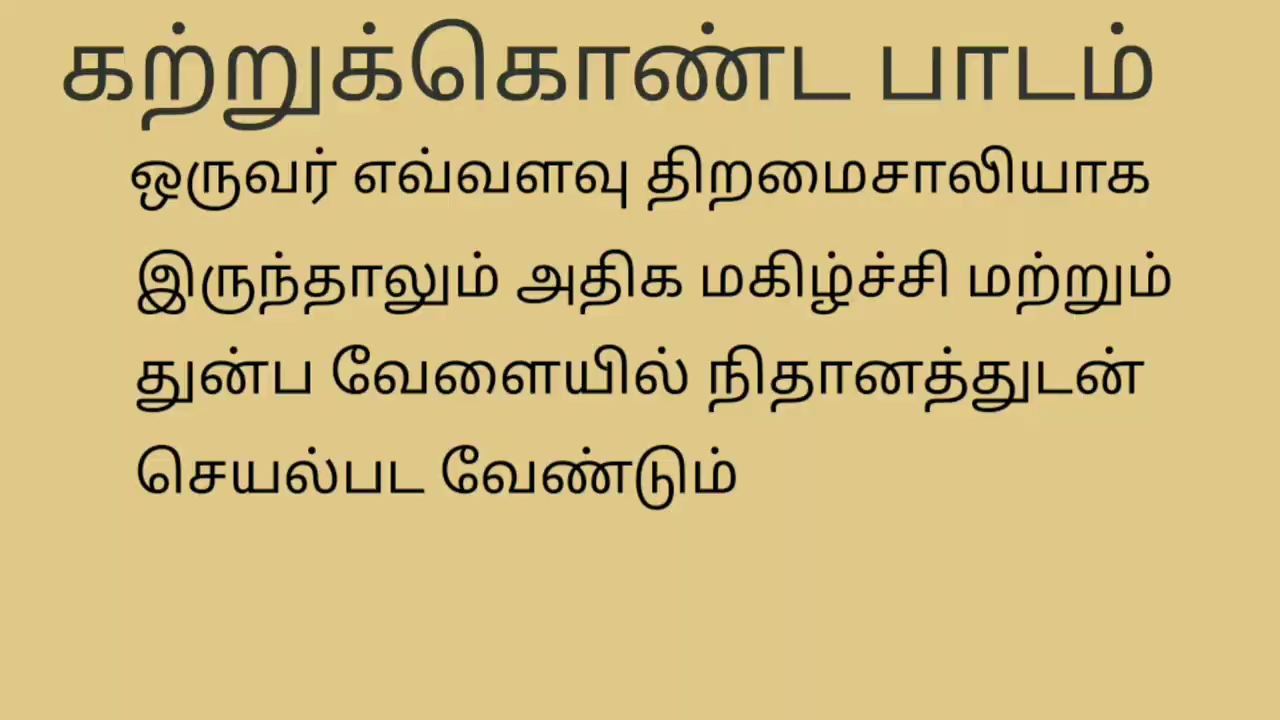 கற்றுக்கொண்ட பாடம்
ஒருவர் எவ்வளவு திறமைசாலியாக
இருந்தாலும் அதிக மகிழ்ச்சி மற்றும்
துன்ப வேளையில் நிதானத்துடன்
செயல்பட வேண்டும்